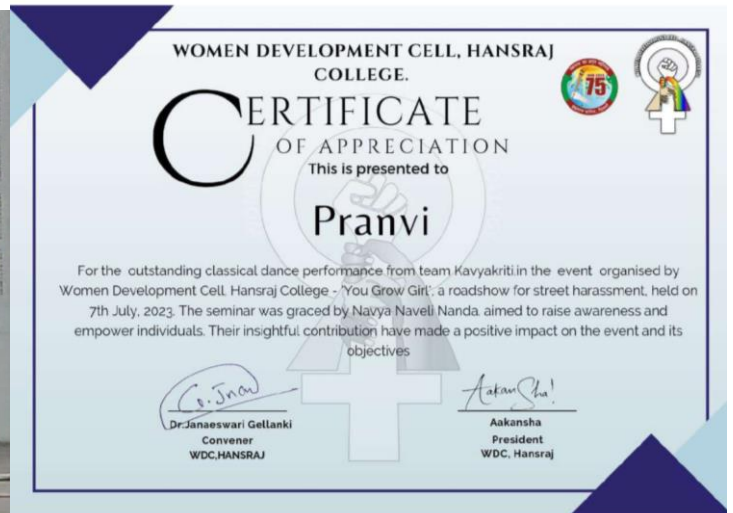 WOMEN DEVELOPMENT CELL, HANSRAJ
COLLEGE.
CERTIFICATE
OF APPRECIATION
This is presented to
Pranvi
For the outstanding classical dance performance from team Kavyakriti.in the event organised by
Women Development Cell, Hansraj College - 'You Grow Girl', a roadshow for street harassment, held on
7th July, 2023. The seminar was graced by Navya Naveli Nanda, aimed to raise awareness and
empower individuals. Their insightful contribution have made a positive impact on the event and its
objectives
Aakansha!
Dr.Janaeswari Gellanki
Convener
WDC,HANSRAJ
Aakansha
President
WDC, Hansraj
75